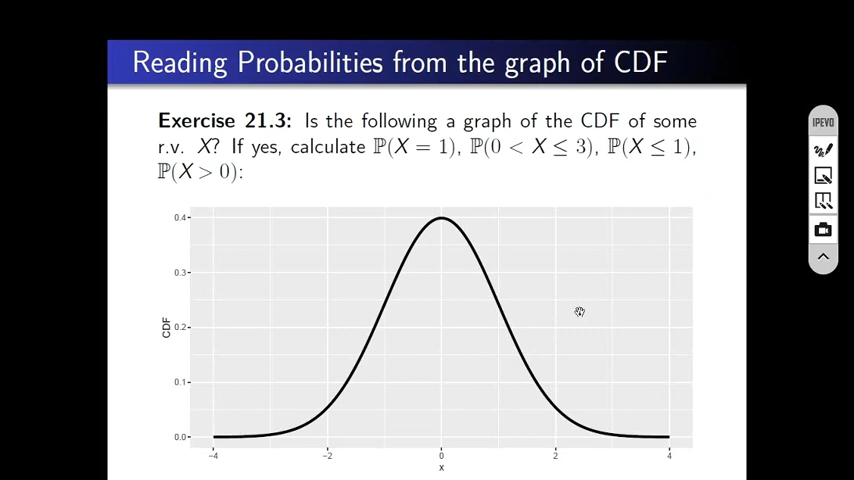 Reading Probabilities from the graph of CDF
Exercise 21.3: Is the following a graph of the CDF of some
r.v. X? If yes, calculate ℙ(X = 1), ℙ(0 < X ≤ 3), ℙ(X ≤ 1),
ℙ(X > 0):
IPEVO
0.4
0.3
0.2
0.1
0.0
CDF
−4 −2 0 2 4
x